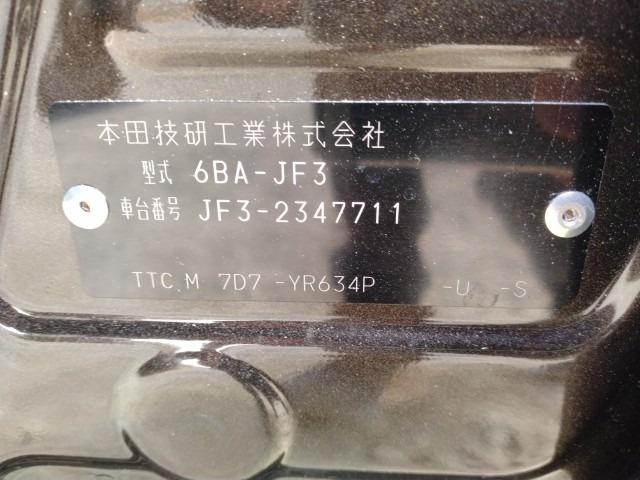 本田技研工業株式会社
型式 6BA-JF3
車台番号 JF3-2347711
TTC M 7D7 -YR634P -U -S